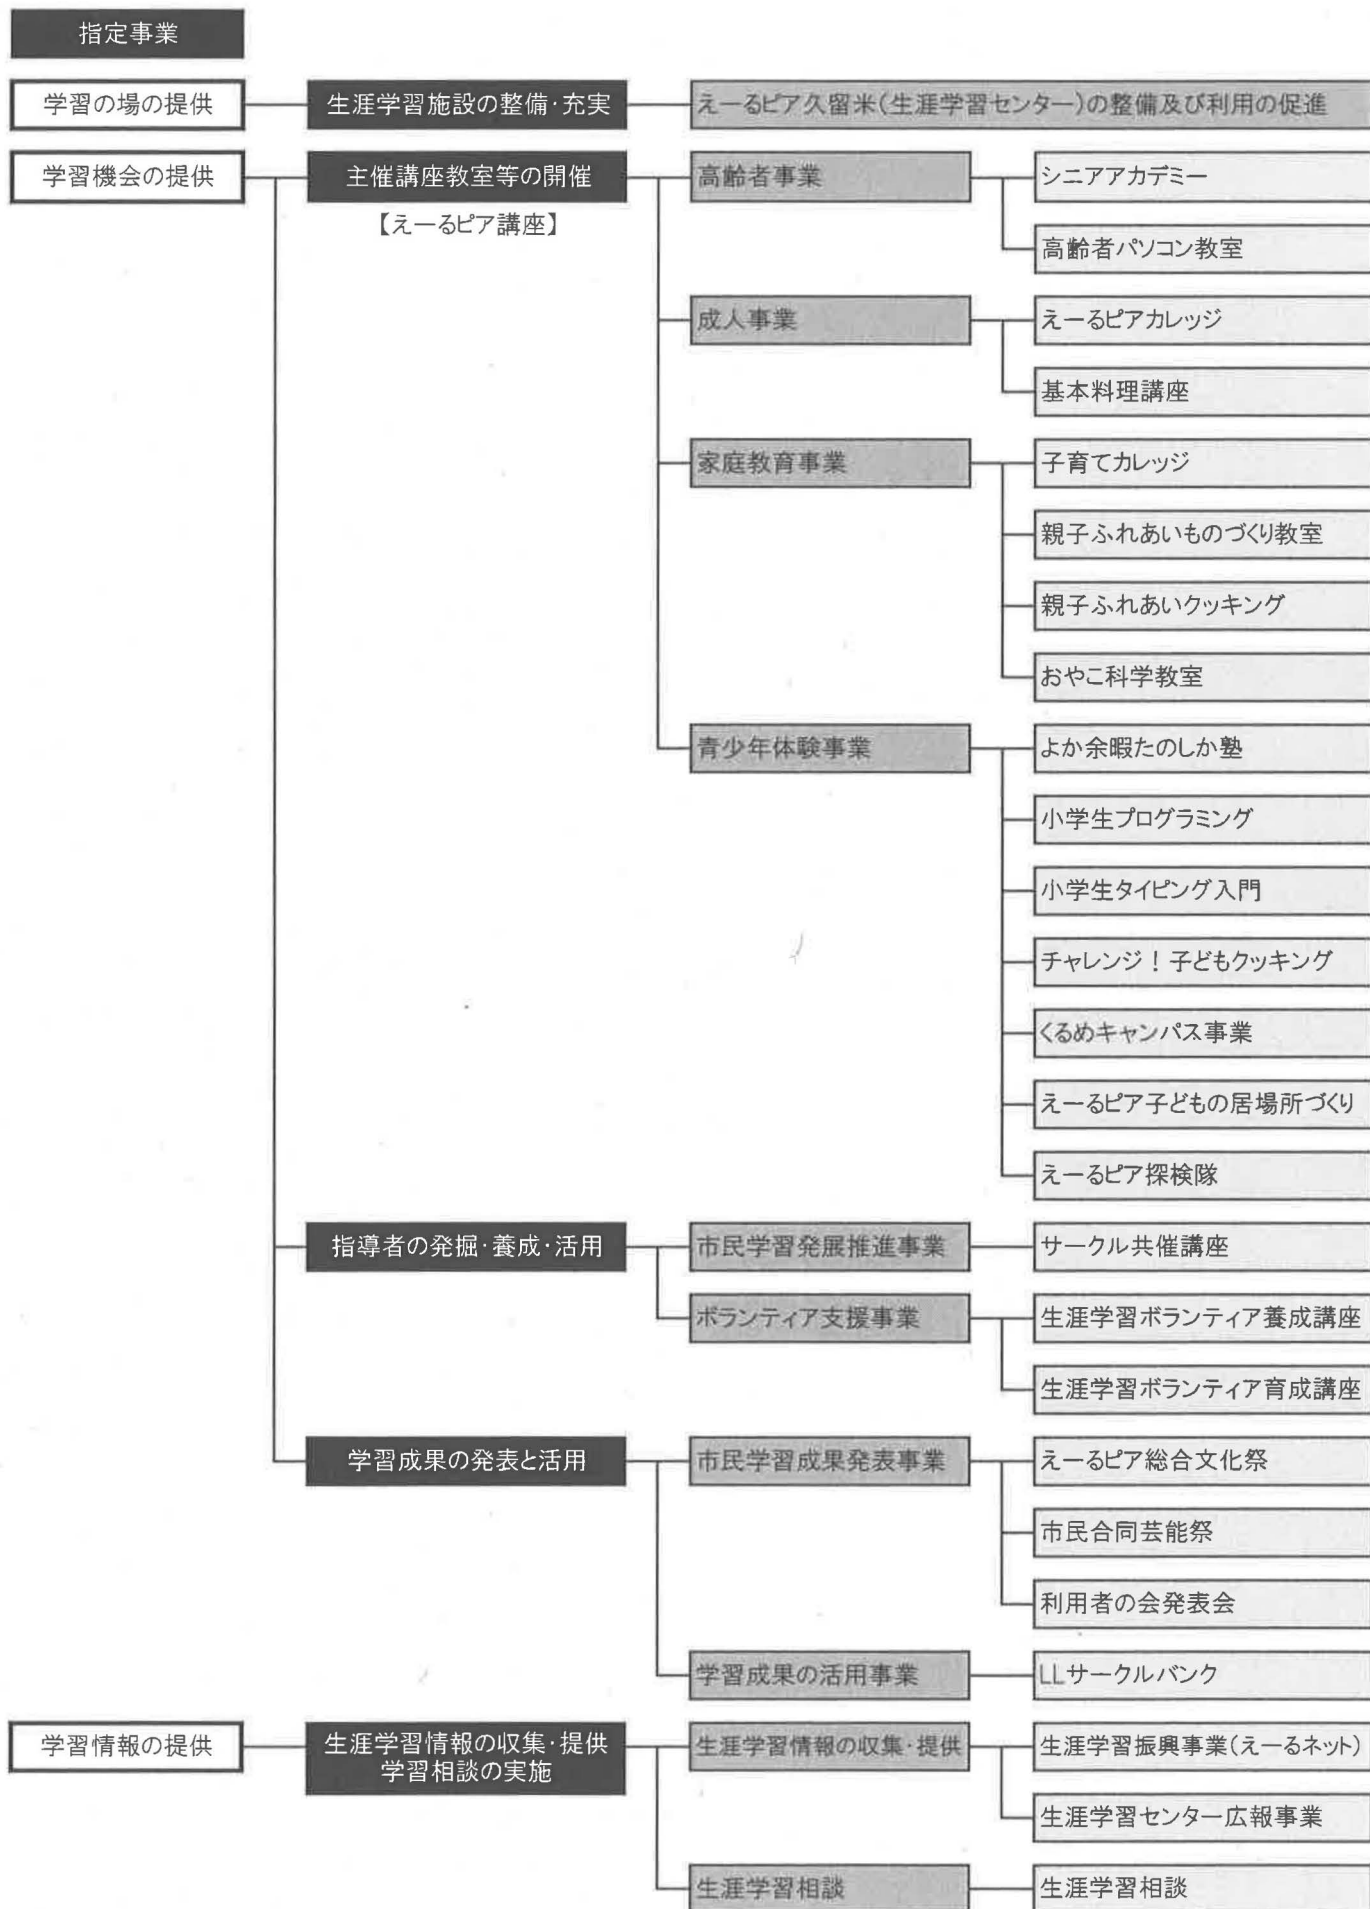 指定事業
学習の場の提供
生涯学習施設の整備・充実
えーるピア久留米(生涯学習センター)の整備及び利用の促進
学習機会の提供
主催講座教室等の開催
【えーるピア講座】
高齢者事業
シニアアカデミー
高齢者パソコン教室
成人事業
えーるピアカレッジ
基本料理講座
家庭教育事業
子育てカレッジ
親子ふれあいものづくり教室
親子ふれあいクッキング
おやこ科学教室
青少年体験事業
よか余暇たのしか塾
小学生プログラミング
小学生タイピング入門
チャレンジ！子どもクッキング
くるめキャンパス事業
えーるピア子どもの居場所づくり
えーるピア探検隊
指導者の発掘・養成・活用
市民学習発展推進事業
サークル共催講座
ボランティア支援事業
生涯学習ボランティア養成講座
生涯学習ボランティア育成講座
学習成果の発表と活用
市民学習成果発表事業
えーるピア総合文化祭
市民合同芸能祭
利用者の会発表会
学習成果の活用事業
LLサークルバンク
学習情報の提供
生涯学習情報の収集・提供
学習相談の実施
生涯学習情報の収集・提供
生涯学習振興事業(えーるネット)
生涯学習センター広報事業
生涯学習相談
生涯学習相談